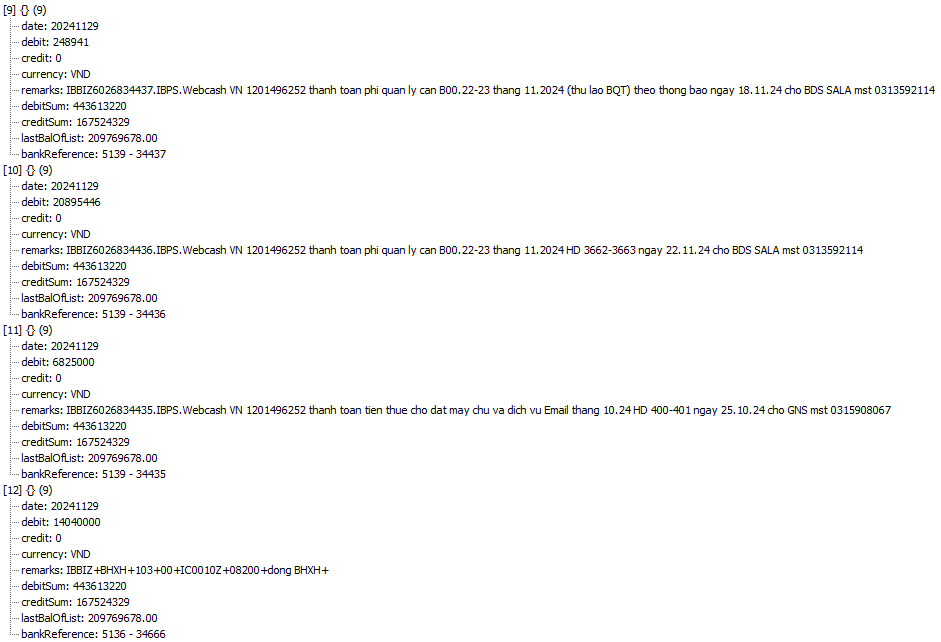 [9] {} (9)
date: 20241129
debit: 248941
credit: 0
currency: VND
remarks: IBBIZ6026834437.IBPS.Webcash VN 1201496252 thanh toan phi quan ly can B00.22-23 thang 11.2024 (thu lao BQT) theo thong bao ngay 18.11.24 cho BDS SALA mst 0313592114
debitSum: 443613220
creditSum: 167524329
lastBalOfList: 209769678.00
bankReference: 5139 - 34437
[10] {} (9)
date: 20241129
debit: 20895446
credit: 0
currency: VND
remarks: IBBIZ6026834436.IBPS.Webcash VN 1201496252 thanh toan phi quan ly can B00.22-23 thang 11.2024 HD 3662-3663 ngay 22.11.24 cho BDS SALA mst 0313592114
debitSum: 443613220
creditSum: 167524329
lastBalOfList: 209769678.00
bankReference: 5139 - 34436
[11] {} (9)
date: 20241129
debit: 6825000
credit: 0
currency: VND
remarks: IBBIZ6026834435.IBPS.Webcash VN 1201496252 thanh toan tien thue cho dat may chu va dich vu Email thang 10.24 HD 400-401 ngay 25.10.24 cho GNS mst 0315908067
debitSum: 443613220
creditSum: 167524329
lastBalOfList: 209769678.00
bankReference: 5139 - 34435
[12] {} (9)
date: 20241129
debit: 14040000
credit: 0
currency: VND
remarks: IBBIZ+BHXH+103+00+IC0010Z+08200+dong BHXH+
debitSum: 443613220
creditSum: 167524329
lastBalOfList: 209769678.00
bankReference: 5136 - 34666